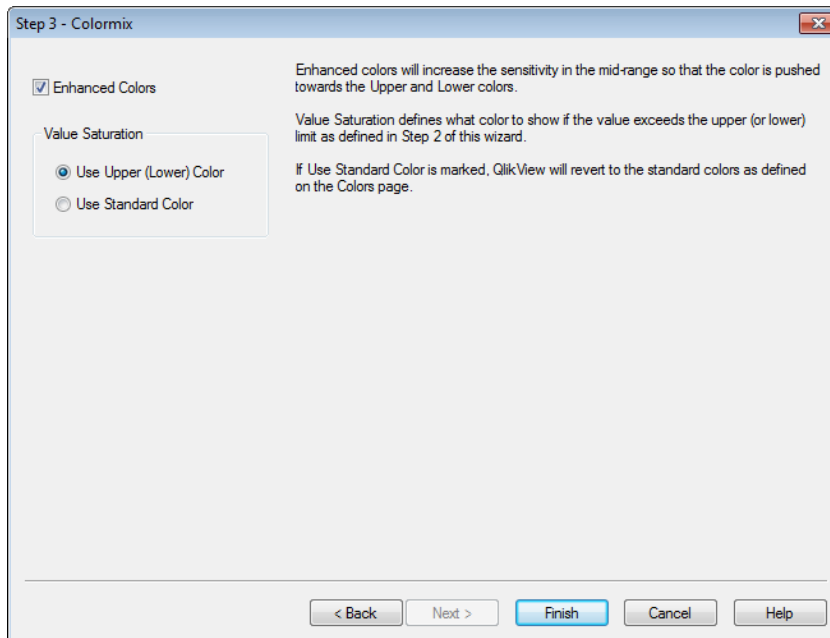 Step 3 - Colormix
Enhanced Colors
Value Saturation
Use Upper (Lower) Color
Use Standard Color
Enhanced colors will increase the sensitivity in the mid-range so that the color is pushed
towards the Upper and Lower colors.
Value Saturation defines what color to show if the value exceeds the upper (or lower)
limit as defined in Step 2 of this wizard.
If Use Standard Color is marked, QlikView will revert to the standard colors as defined
on the Colors page.
< Back
Next >
Finish
Cancel
Help